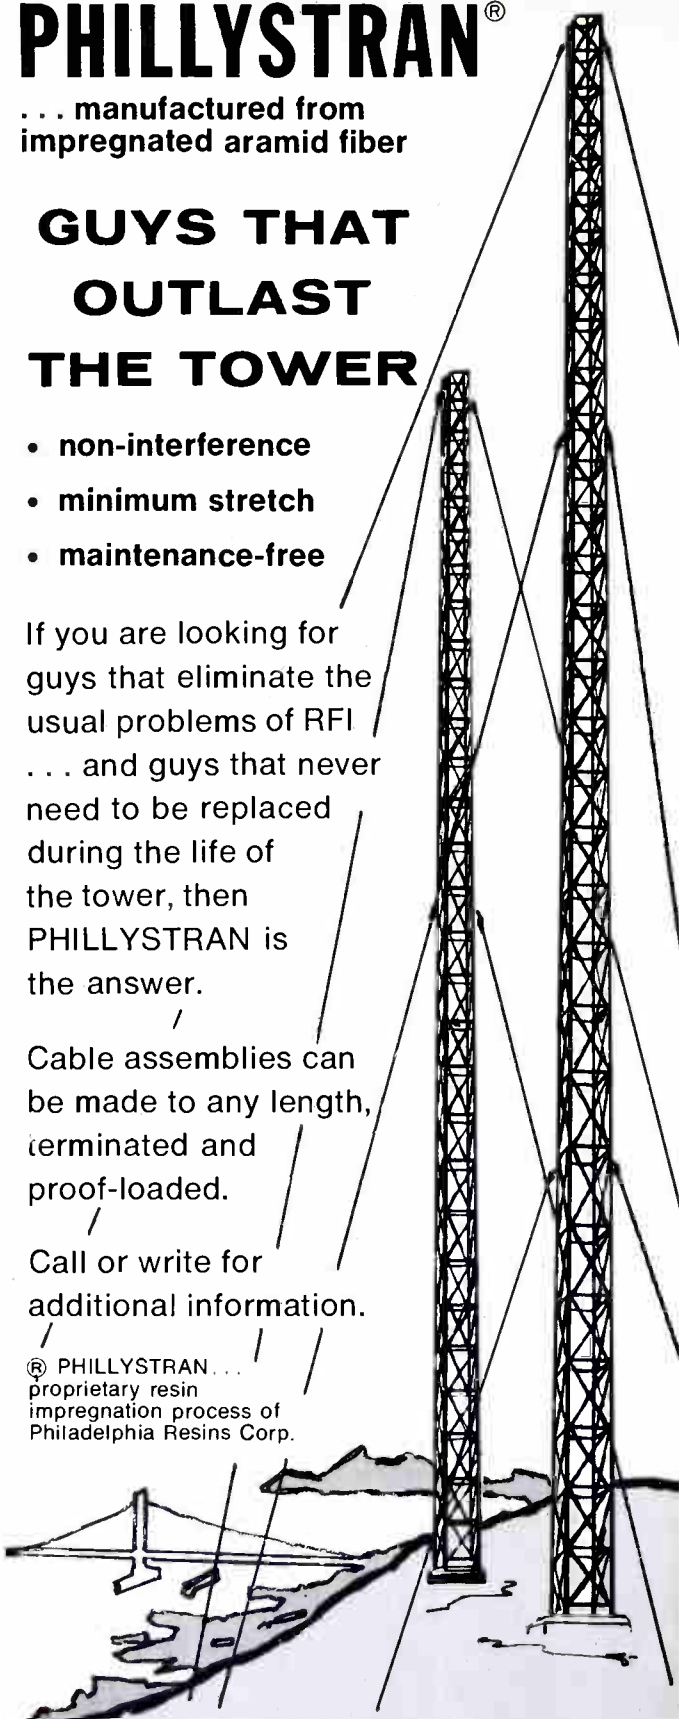 PHILLYSTRAN®
... manufactured from
impregnated aramid fiber
GUYS THAT
OUTLAST
THE TOWER
• non-interference
• minimum stretch
• maintenance-free
If you are looking for
guys that eliminate the
usual problems of RFI
... and guys that never
need to be replaced
during the life of
the tower, then
PHILLYSTRAN is
the answer.
Cable assemblies can
be made to any length,
terminated and
proof-loaded.
Call or write for
additional information.
® PHILLYSTRAN...
proprietary resin
impregnation process of
Philadelphia Resins Corp.